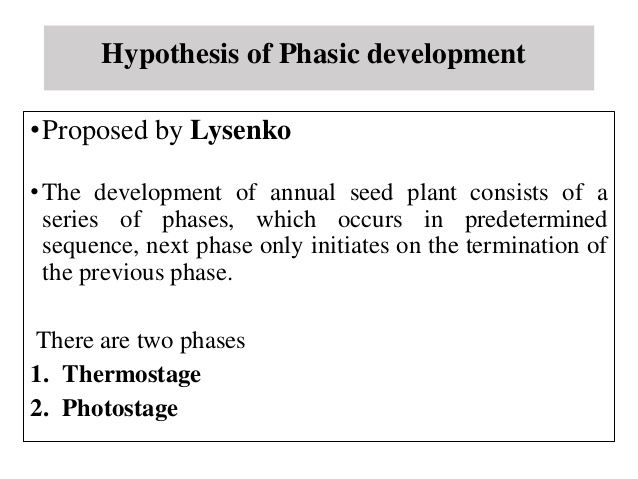 Hypothesis of Phasic development
•Proposed by Lysenko
•The development of annual seed plant consists of a
series of phases, which occurs in predetermined
sequence, next phase only initiates on the termination of
the previous phase.
There are two phases
1. Thermostage
2. Photostage